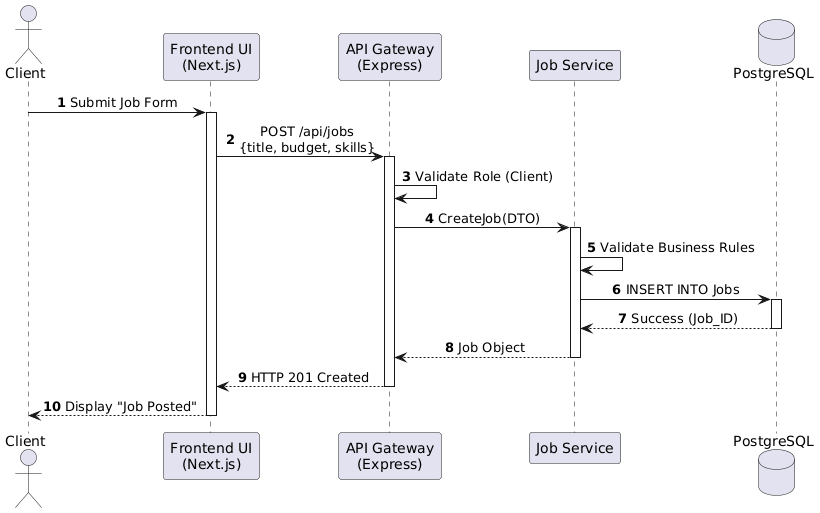 Client
Frontend UI
(Next.js)
API Gateway
(Express)
Job Service
PostgreSQL
1 Submit Job Form
2 POST /api/jobs
{title, budget, skills}
3 Validate Role (Client)
4 CreateJob(DTO)
5 Validate Business Rules
6 INSERT INTO Jobs
7 Success (Job_ID)
8 Job Object
9 HTTP 201 Created
10 Display "Job Posted"
Client
Frontend UI
(Next.js)
API Gateway
(Express)
Job Service
PostgreSQL